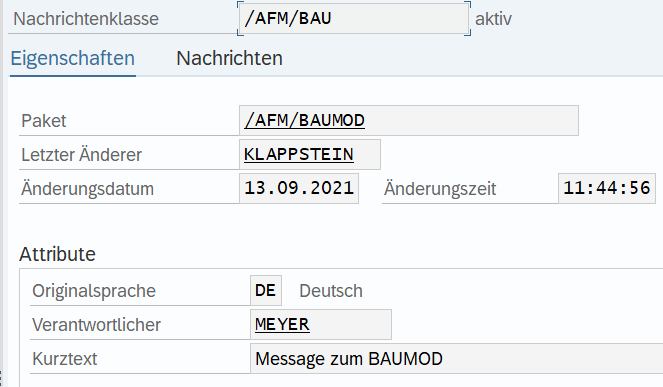 Nachrichtenklasse /AFM/BAU aktiv
Eigenschaften Nachrichten
Paket /AFM/BAUMOD
Letzter Änderer KLAPPSTEIN
Änderungsdatum 13.09.2021 Änderungszeit 11:44:56
Attribute
Originalsprache DE Deutsch
Verantwortlicher MEYER
Kurztext Message zum BAUMOD